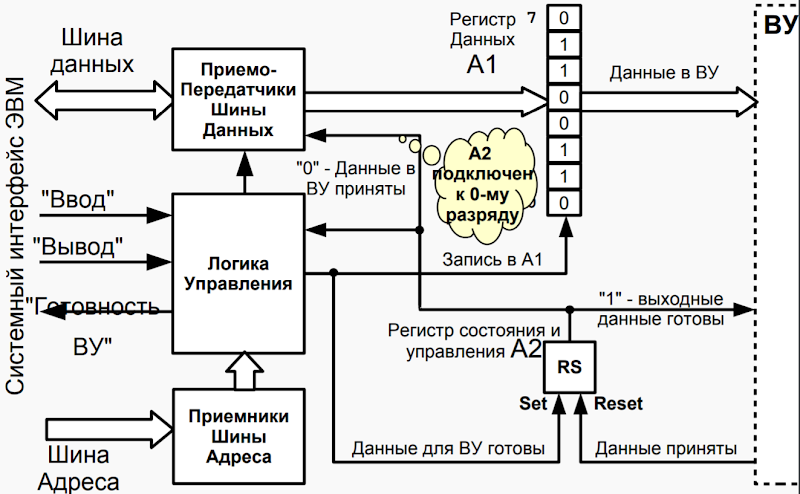 Системный интерфейс ЭВМ
Шина
данных
Приемо-
Передатчики
Шины
Данных
Регистр 7
Данных
A1
0
1
1
0
0
1
1
0
Данные в ВУ
ВУ
"0" - Данные в
ВУ приняты
А2
подключен
к 0-му
разряду
"Ввод"
"Вывод"
"Готовность
ВУ"
Логика
Управления
Запись в А1
"1" - выходные
данные готовы
Регистр состояния и
управления А2
RS
Set
Reset
Приемники
Шины
Адреса
Шина
Адреса
Данные для ВУ готовы
Данные приняты